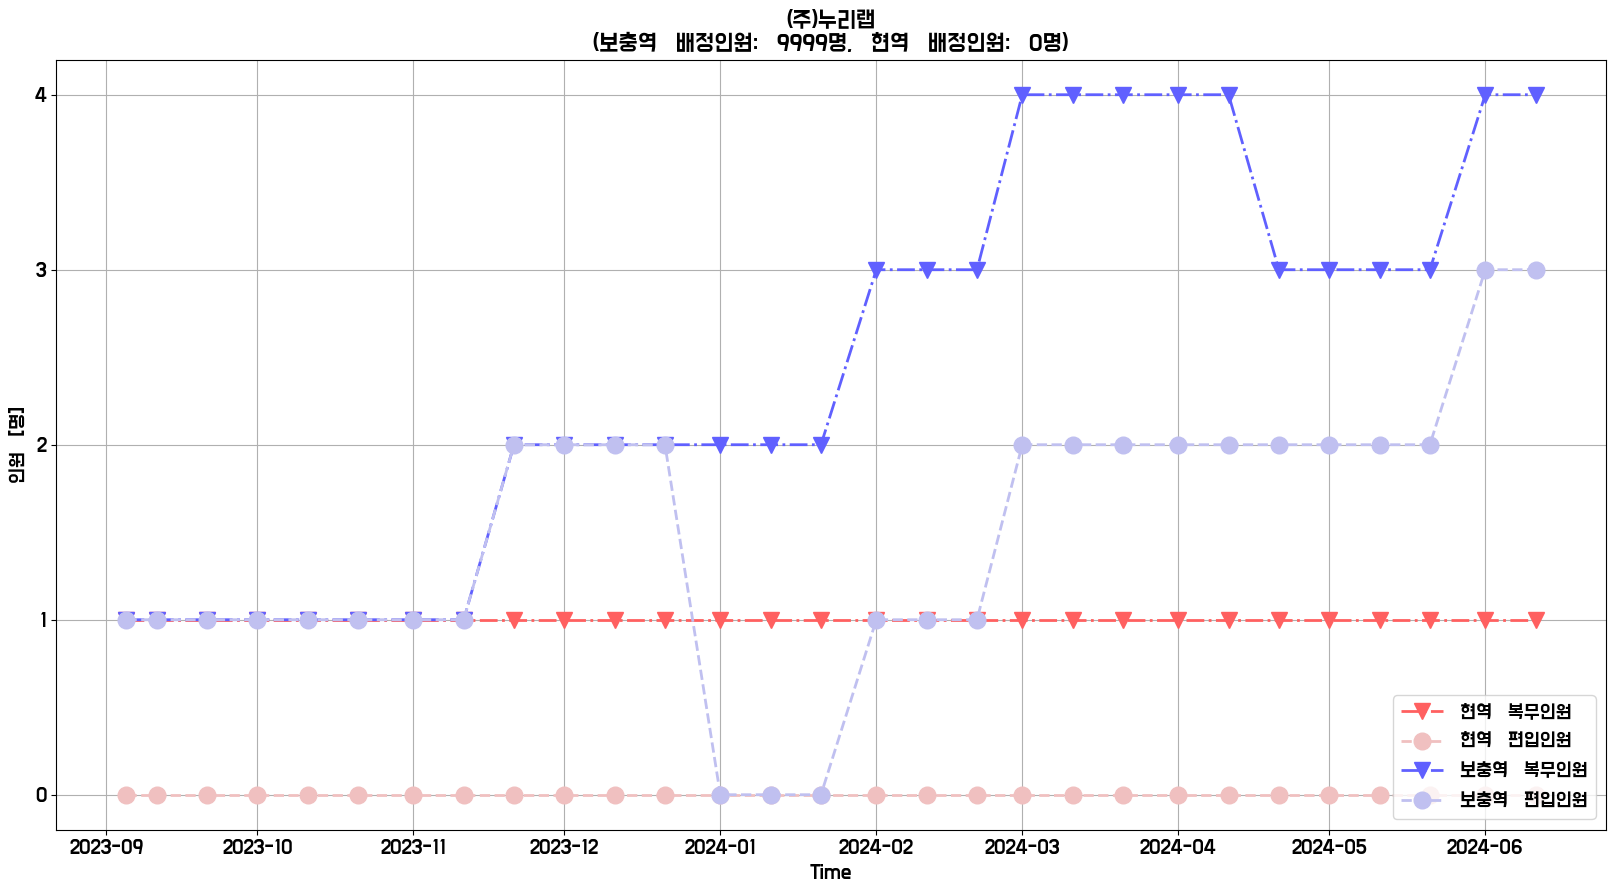 (주)누리랩
(보충역 배정인원: 9999명, 현역 배정인원: 0명)
인원 [명]
4
3
2
1
0
현역 복무인원
현역 편입인원
보충역 복무인원
보충역 편입인원
2023-09 2023-10 2023-11 2023-12 2024-01 2024-02 2024-03 2024-04 2024-05 2024-06
Time